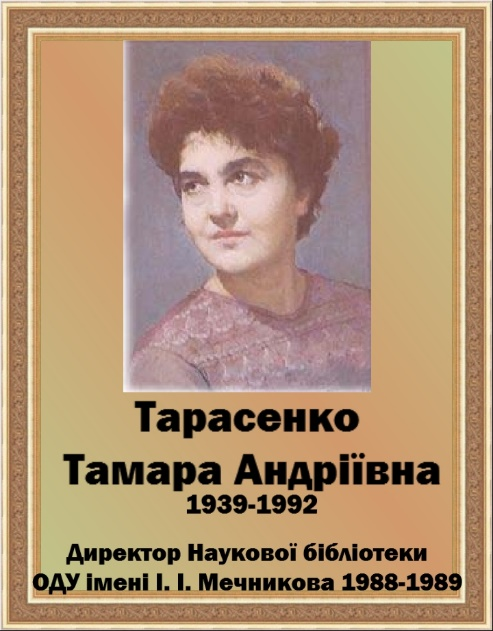 Тарасенко
Тамара Андріївна
1939-1992
Директор Наукової бібліотеки
ОДУ імені І. І. Мечникова 1988-1989